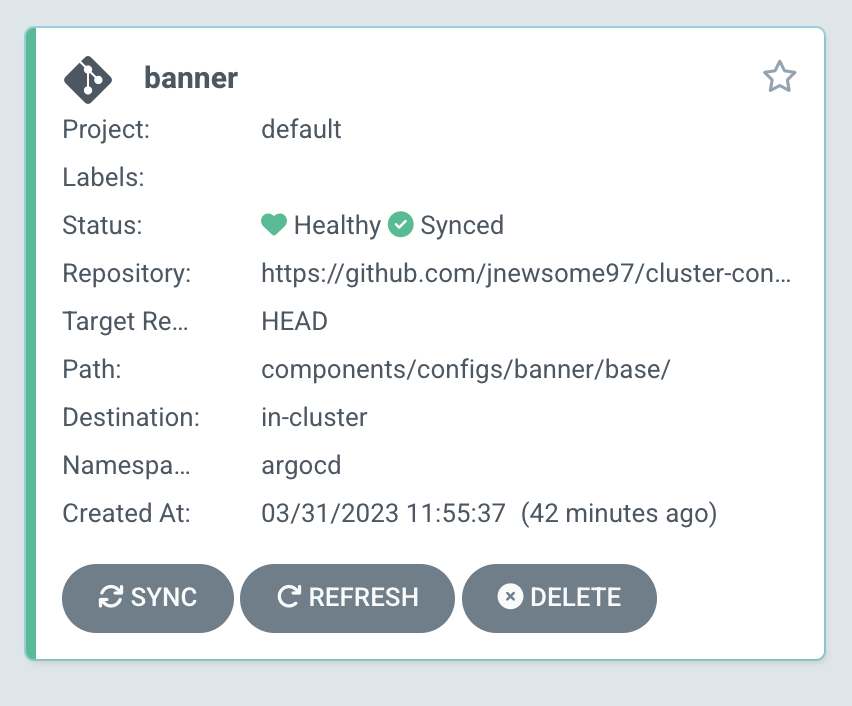 banner
Project: default
Labels:
Status: Healthy Synced
Repository: https://github.com/jnewsome97/cluster-con...
Target Re... HEAD
Path: components/configs/banner/base/
Destination: in-cluster
Namespa... argocd
Created At: 03/31/2023 11:55:37 (42 minutes ago)
SYNC REFRESH DELETE